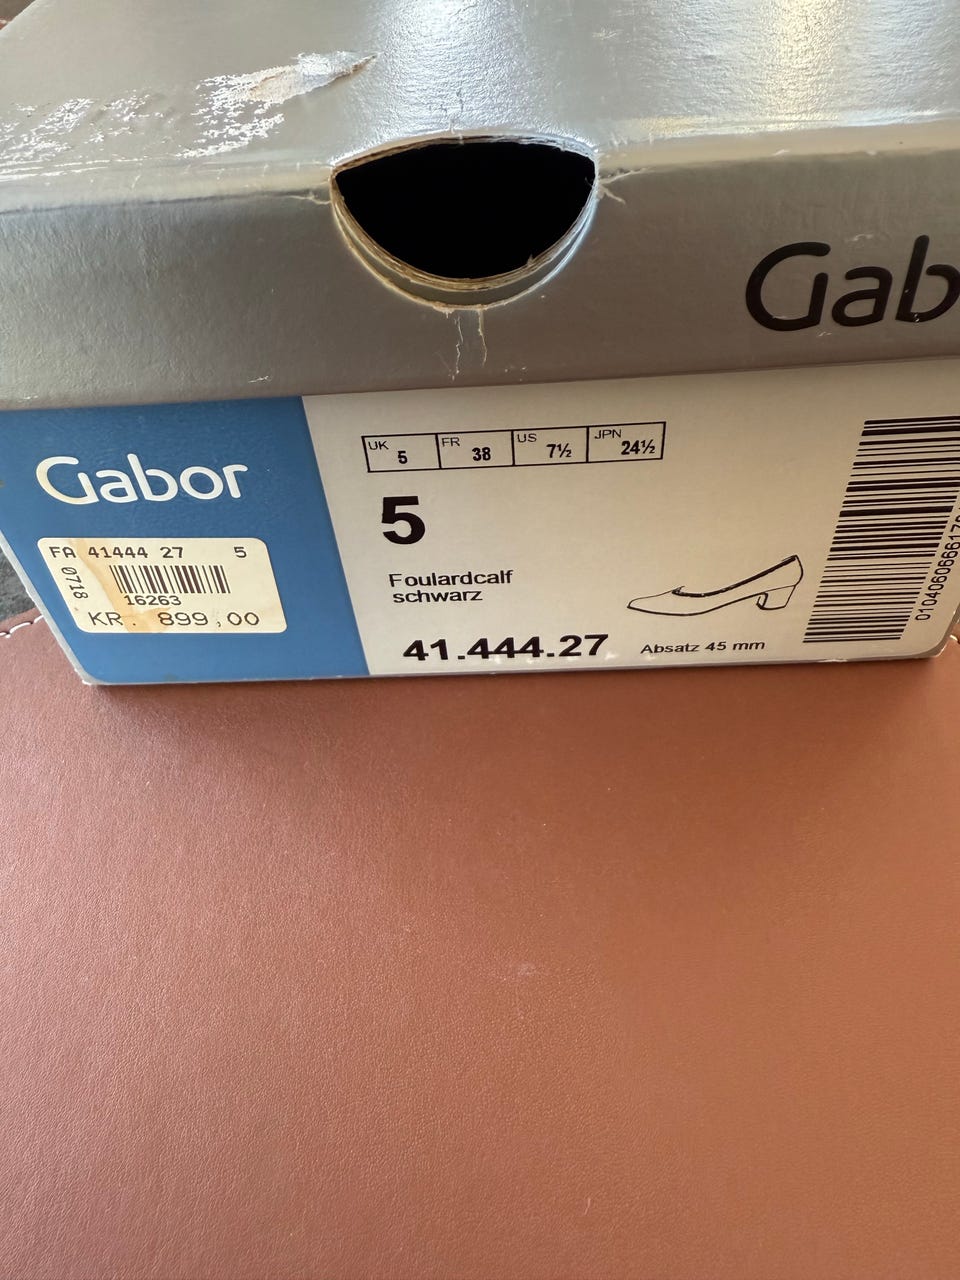 Gab
Gabor
FA 41444 27 5
0718
16263
KR. 899,00
UK 5 FR 38 US 7½ JPN 24½
5
Foulardcalf
schwarz
41.444.27 Absatz 45 mm